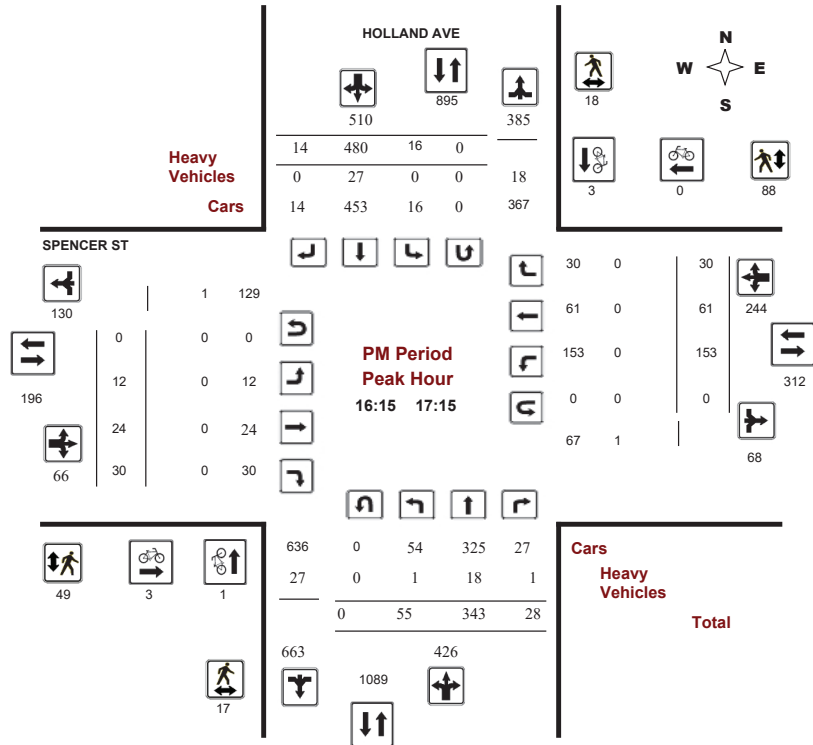 HOLLAND AVE
N
W E
S
895
18
510 385
14 480 16 0
Heavy
Vehicles
0 27 0 0 18
Cars
14 453 16 0 367
3 0 88
SPENCER ST
130
1 129
0 0 0
196
12 0 12
24 0 24
66
30 0 30
PM Period
Peak Hour
16:15 17:15
30 0 30
61 0 61
244
153 0 153
312
0 0 0
67 1
68
636 0 54 325 27
27 0 1 18 1
0 55 343 28
Cars
Heavy
Vehicles
Total
49 3 1
663 426
1089
17